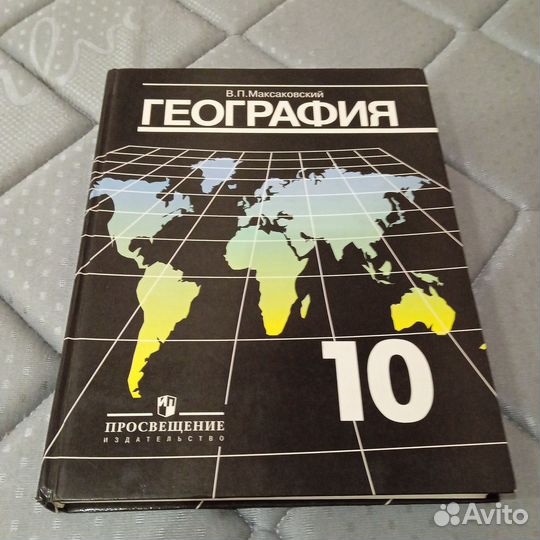 В.П.Максаковский
ГЕОГРАФИЯ
10
ПРОСВЕЩЕНИЕ
ИЗДАТЕЛЬСТВО
Avito